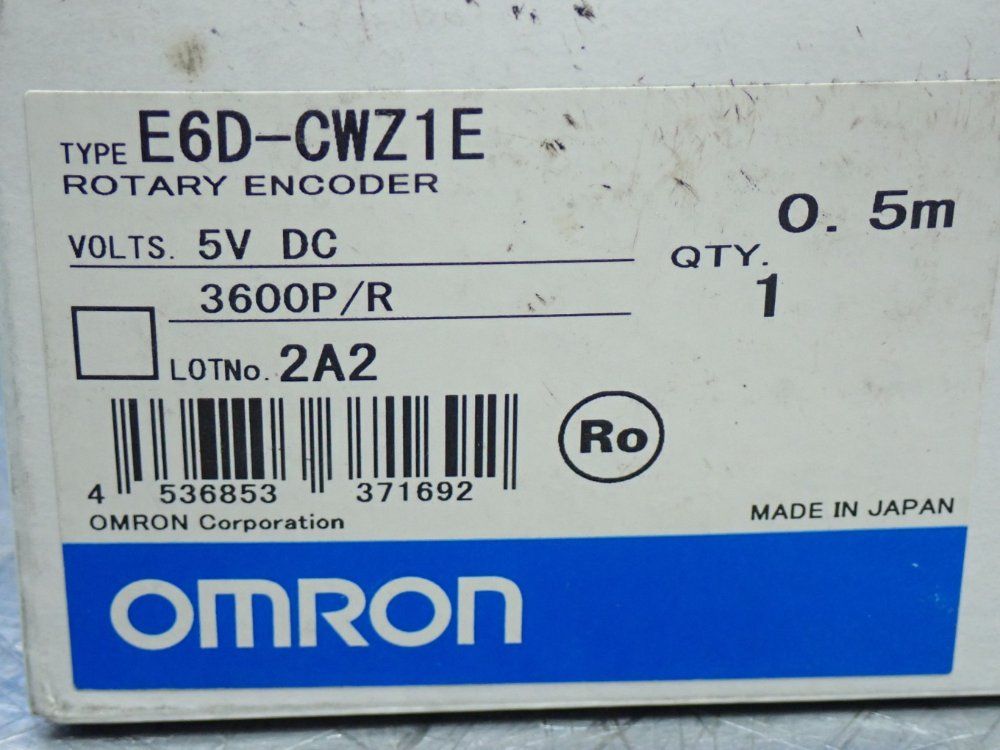 TYPE E6D-CWZ1E
ROTARY ENCODER
0. 5m
VOLTS. 5V DC
QTY. 1
3600P/R
LOTNo. 2A2
Ro
4 536853 371692
OMRON Corporation
MADE IN JAPAN
OMRON